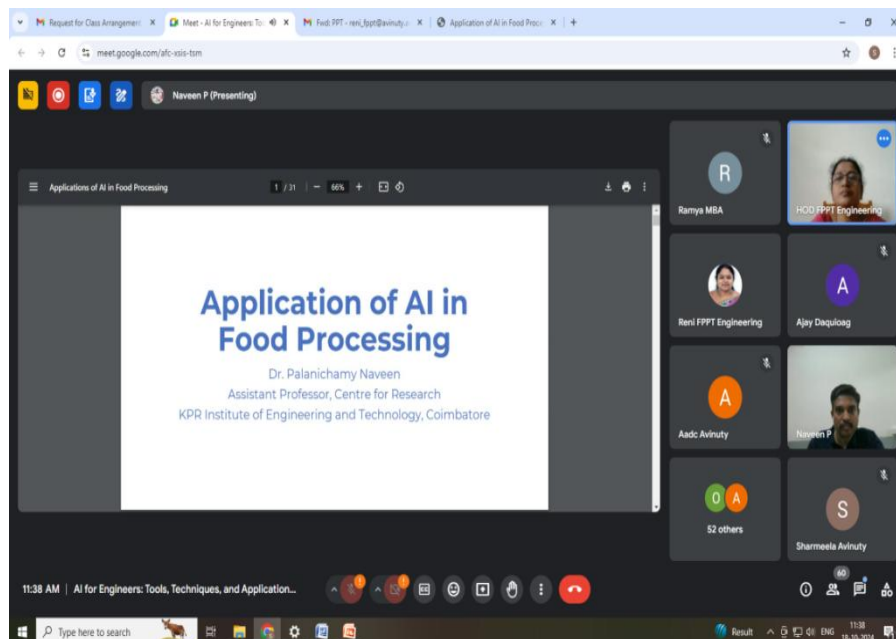 Request for Class Arrangement
Meet - AI for Engineers: To
Fwd: PPT - reni_fppt@avinuty.a
Application of AI in Food Proce
meet.google.com/afc-xsis-tsm
S
Naveen P (Presenting)
Applications of AI in Food Processing
1 / 31
66%
Application of AI in
Food Processing
Dr. Palanichamy Naveen
Assistant Professor, Centre for Research
KPR Institute of Engineering and Technology, Coimbatore
R
Ramya MBA
HOD FPPT Engineering
Reni FPPT Engineering
A
Ajay Daquioag
A
Aadc Avinuty
Naveen P
O A
52 others
S
Sharmeela Avinuty
11:38 AM | AI for Engineers: Tools, Techniques, and Application...
60
Type here to search
Result
ENG
11:38
18-10-2024